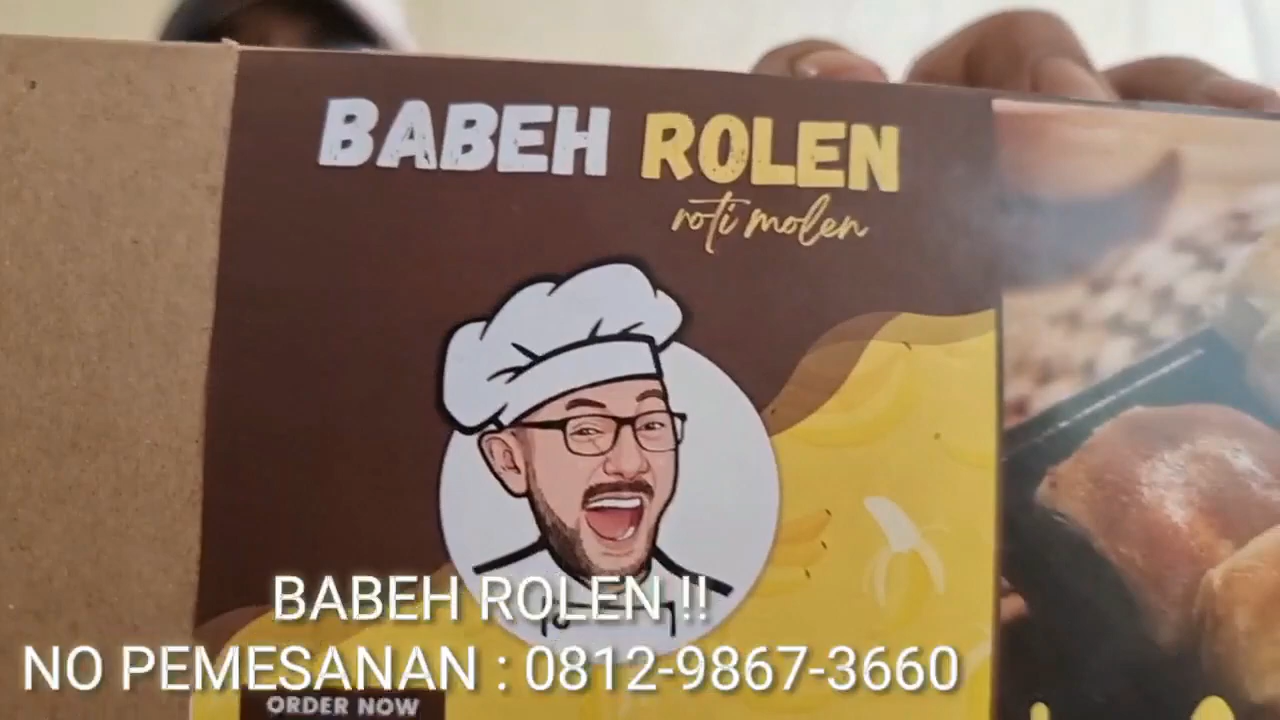 BABEH ROLEN
roti molen
BABEH ROLEN !!
NO PEMESANAN : 0812-9867-3660
ORDER NOW